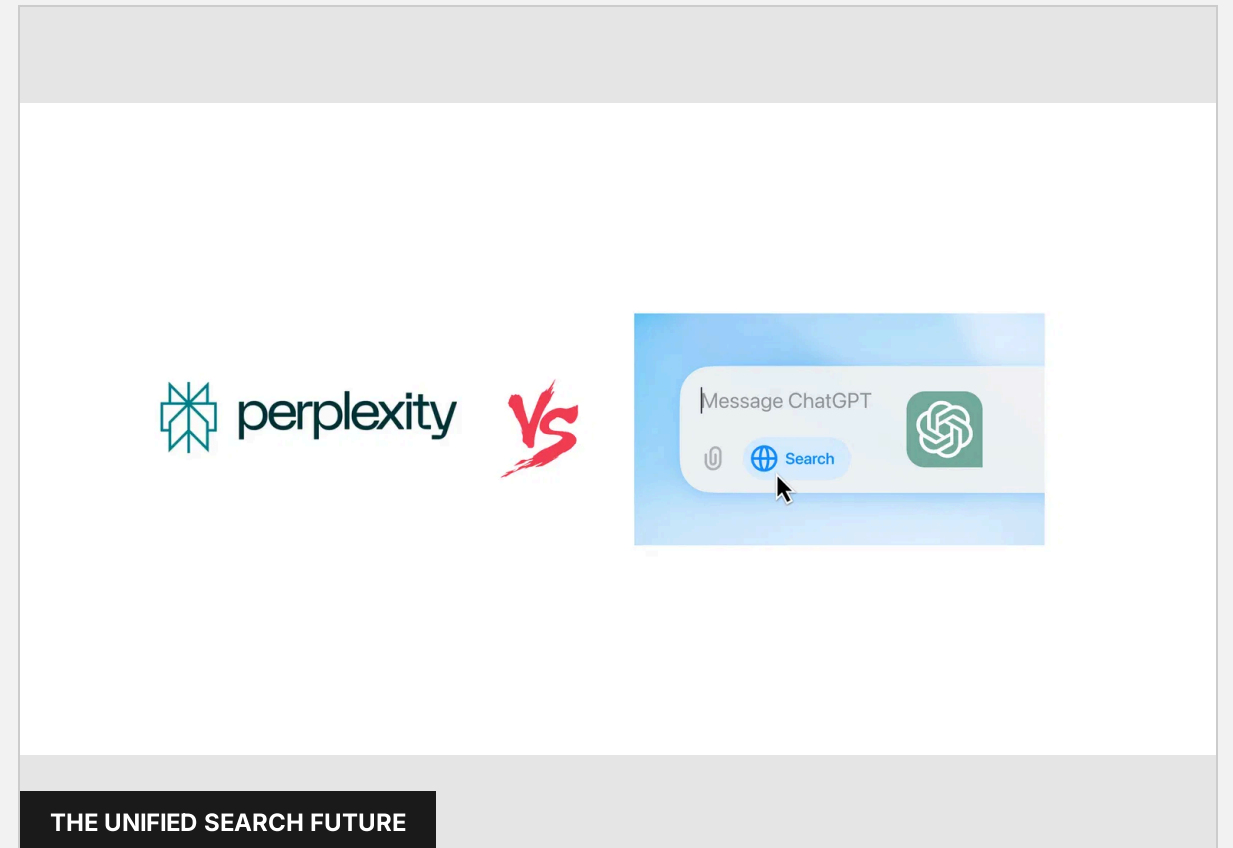 perplexity
VS
Message ChatGPT
Search
THE UNIFIED SEARCH FUTURE